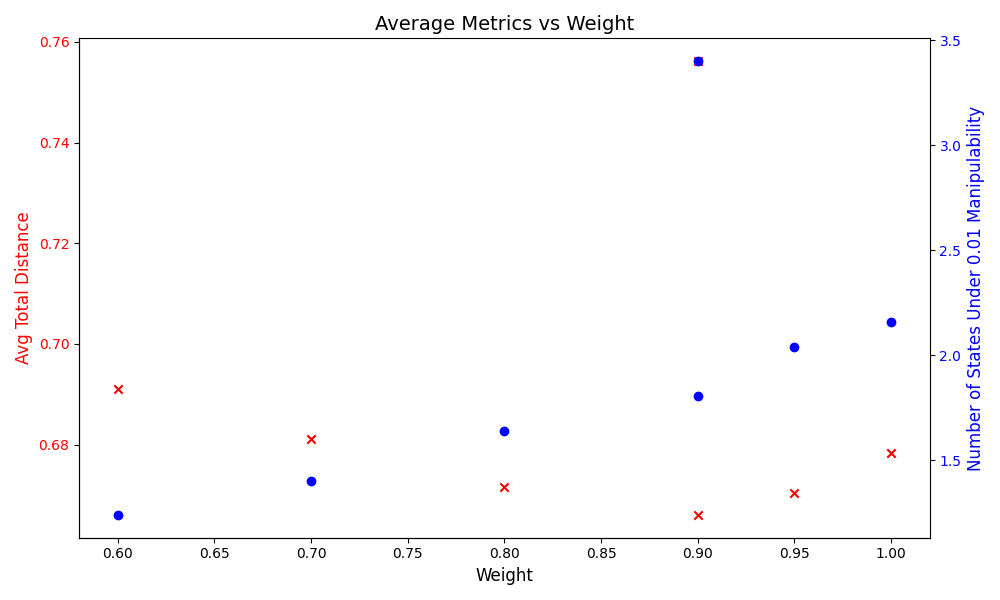 Average Metrics vs Weight
0.76
0.74
0.72
0.70
0.68
Avg Total Distance
3.5
3.0
2.5
2.0
1.5
Number of States Under 0.01 Manipulability
0.60 0.65 0.70 0.75 0.80 0.85 0.90 0.95 1.00
Weight